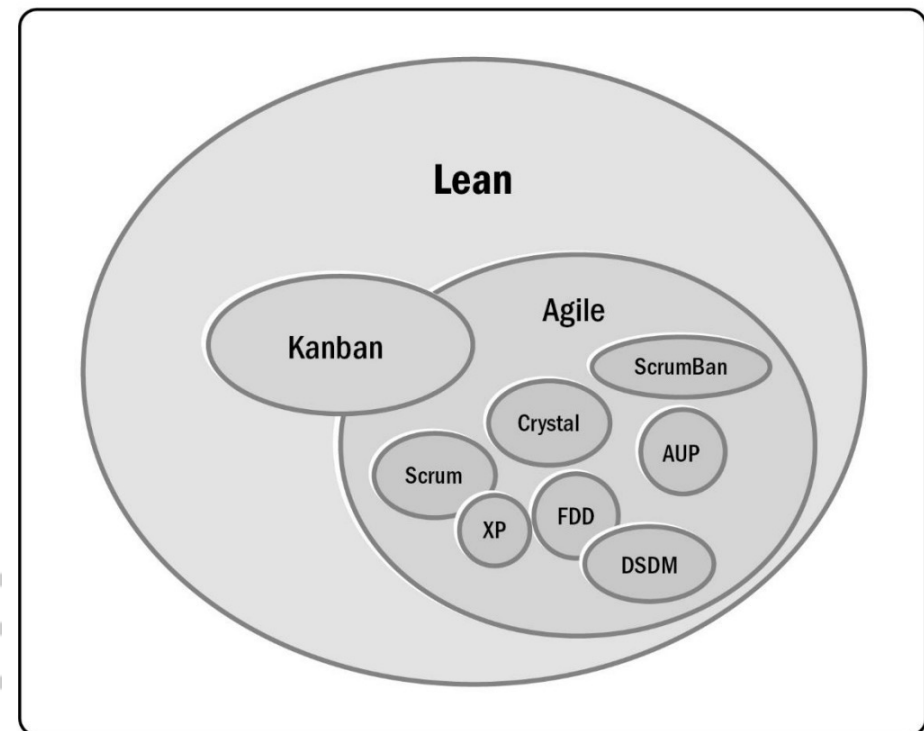 Lean
Agile
Kanban
ScrumBan
Crystal
AUP
Scrum
FDD
XP
DSDM